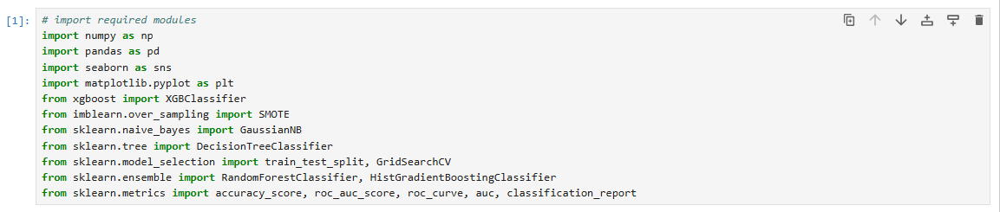 [1]: # import required modules
import numpy as np
import pandas as pd
import seaborn as sns
import matplotlib.pyplot as plt
from xgboost import XGBClassifier
from imblearn.over_sampling import SMOTE
from sklearn.naive_bayes import GaussianNB
from sklearn.tree import DecisionTreeClassifier
from sklearn.model_selection import train_test_split, GridSearchCV
from sklearn.ensemble import RandomForestClassifier, HistGradientBoostingClassifier
from sklearn.metrics import accuracy_score, roc_auc_score, roc_curve, auc, classification_report